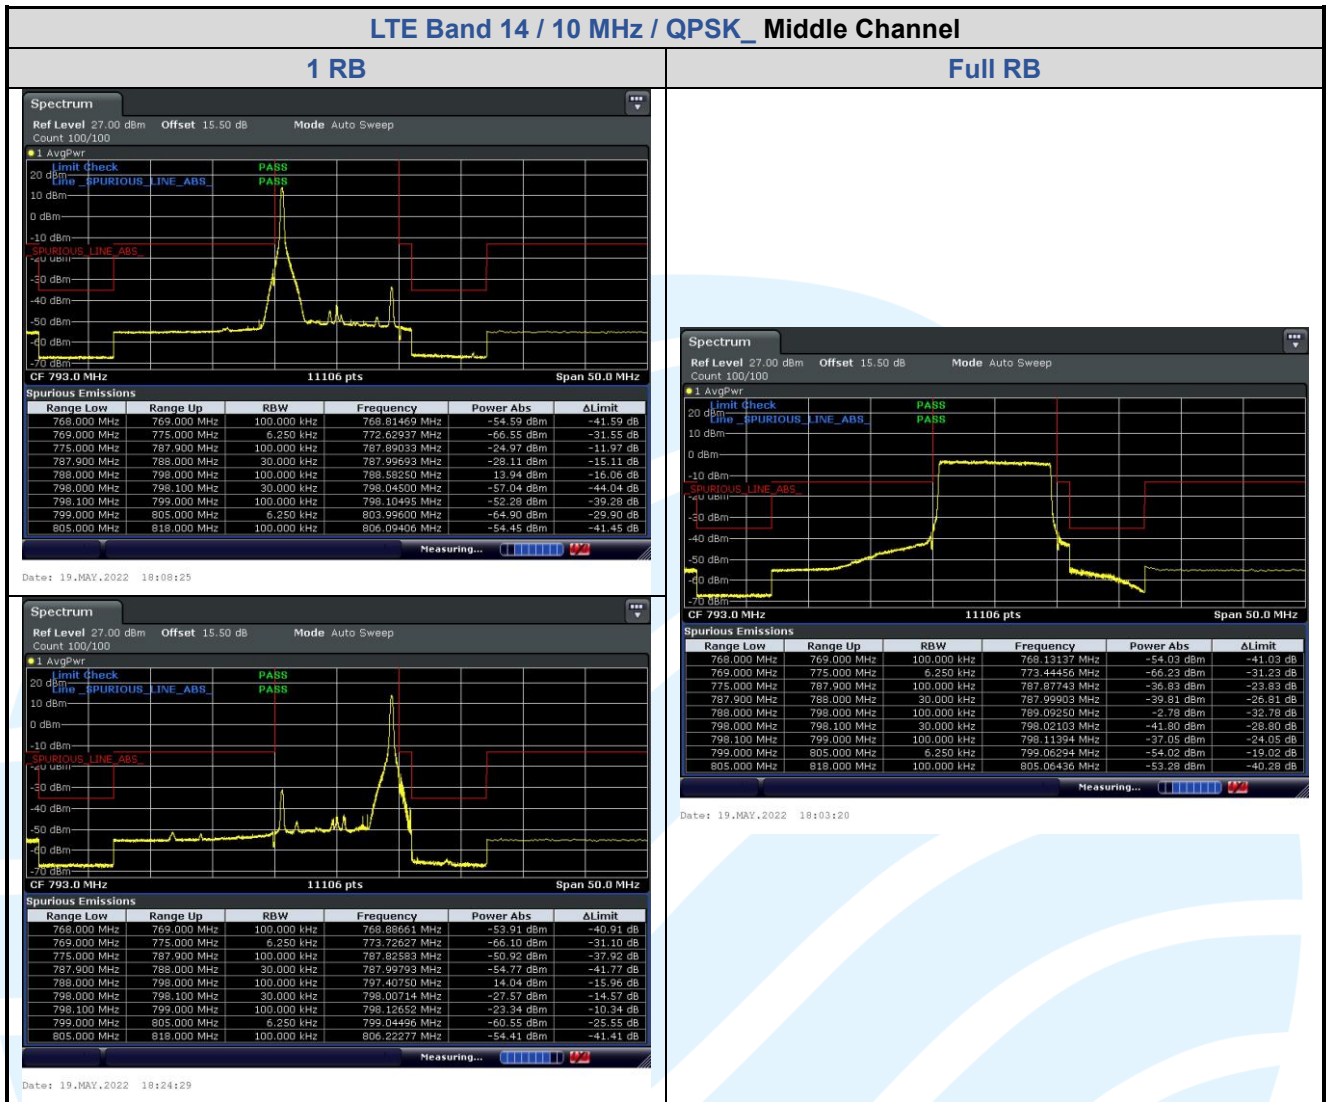 LTE Band 14 / 10 MHz / QPSK_ Middle Channel
1 RB
Full RB
Spectrum
Ref Level 27.00 dBm Offset 15.50 dB Mode Auto Sweep
Count 100/100
1 AvgPwr
Limit Check PASS
20 dBm
Line _SPURIOUS_LINE_ABS_ PASS
10 dBm
0 dBm
-10 dBm
_SPURIOUS_LINE_ABS_
-20 dBm
-30 dBm
-40 dBm
-50 dBm
-60 dBm
-70 dBm
CF 793.0 MHz 11106 pts Span 50.0 MHz
Spurious Emissions
Range Low Range Up RBW Frequency Power Abs ΔLimit
768.000 MHz 769.000 MHz 100.000 kHz 768.81469 MHz -54.59 dBm -41.59 dB
769.000 MHz 775.000 MHz 6.250 kHz 772.62937 MHz -66.55 dBm -31.55 dB
775.000 MHz 787.900 MHz 100.000 kHz 787.89033 MHz -24.97 dBm -11.97 dB
787.900 MHz 788.000 MHz 30.000 kHz 787.99693 MHz -28.11 dBm -15.11 dB
788.000 MHz 798.000 MHz 100.000 kHz 788.58250 MHz 13.94 dBm -16.06 dB
798.000 MHz 798.100 MHz 30.000 kHz 798.04500 MHz -57.04 dBm -44.04 dB
798.100 MHz 799.000 MHz 100.000 kHz 798.10495 MHz -52.28 dBm -39.28 dB
799.000 MHz 805.000 MHz 6.250 kHz 803.99600 MHz -64.90 dBm -29.90 dB
805.000 MHz 818.000 MHz 100.000 kHz 806.09406 MHz -54.45 dBm -41.45 dB
Measuring...
Date: 19.MAY.2022 18:08:25
Spectrum
Ref Level 27.00 dBm Offset 15.50 dB Mode Auto Sweep
Count 100/100
1 AvgPwr
Limit Check PASS
20 dBm
Line _SPURIOUS_LINE_ABS_ PASS
10 dBm
0 dBm
-10 dBm
_SPURIOUS_LINE_ABS_
-20 dBm
-30 dBm
-40 dBm
-50 dBm
-60 dBm
-70 dBm
CF 793.0 MHz 11106 pts Span 50.0 MHz
Spurious Emissions
Range Low Range Up RBW Frequency Power Abs ΔLimit
768.000 MHz 769.000 MHz 100.000 kHz 768.88661 MHz -53.91 dBm -40.91 dB
769.000 MHz 775.000 MHz 6.250 kHz 773.72627 MHz -66.10 dBm -31.10 dB
775.000 MHz 787.900 MHz 100.000 kHz 787.82583 MHz -50.92 dBm -37.92 dB
787.900 MHz 788.000 MHz 30.000 kHz 787.99793 MHz -54.77 dBm -41.77 dB
788.000 MHz 798.000 MHz 100.000 kHz 797.40750 MHz 14.04 dBm -15.96 dB
798.000 MHz 798.100 MHz 30.000 kHz 798.00714 MHz -27.57 dBm -14.57 dB
798.100 MHz 799.000 MHz 100.000 kHz 798.12652 MHz -23.34 dBm -10.34 dB
799.000 MHz 805.000 MHz 6.250 kHz 799.04496 MHz -60.55 dBm -25.55 dB
805.000 MHz 818.000 MHz 100.000 kHz 806.22277 MHz -54.41 dBm -41.41 dB
Measuring...
Date: 19.MAY.2022 18:24:29
Spectrum
Ref Level 27.00 dBm Offset 15.50 dB Mode Auto Sweep
Count 100/100
1 AvgPwr
Limit Check PASS
20 dBm
Line _SPURIOUS_LINE_ABS_ PASS
10 dBm
0 dBm
-10 dBm
_SPURIOUS_LINE_ABS_
-20 dBm
-30 dBm
-40 dBm
-50 dBm
-60 dBm
-70 dBm
CF 793.0 MHz 11106 pts Span 50.0 MHz
Spurious Emissions
Range Low Range Up RBW Frequency Power Abs ΔLimit
768.000 MHz 769.000 MHz 100.000 kHz 768.13137 MHz -54.03 dBm -41.03 dB
769.000 MHz 775.000 MHz 6.250 kHz 773.44456 MHz -66.23 dBm -31.23 dB
775.000 MHz 787.900 MHz 100.000 kHz 787.87743 MHz -36.83 dBm -23.83 dB
787.900 MHz 788.000 MHz 30.000 kHz 787.99903 MHz -39.81 dBm -26.81 dB
788.000 MHz 798.000 MHz 100.000 kHz 789.09250 MHz -2.78 dBm -32.78 dB
798.000 MHz 798.100 MHz 30.000 kHz 798.02103 MHz -41.80 dBm -28.80 dB
798.100 MHz 799.000 MHz 100.000 kHz 798.11394 MHz -37.05 dBm -24.05 dB
799.000 MHz 805.000 MHz 6.250 kHz 799.06294 MHz -54.02 dBm -19.02 dB
805.000 MHz 818.000 MHz 100.000 kHz 805.06436 MHz -53.28 dBm -40.28 dB
Measuring...
Date: 19.MAY.2022 18:03:20